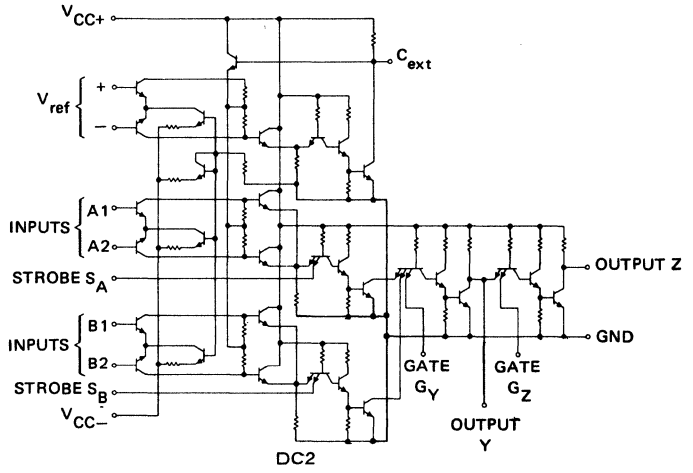 VCC+
Cext
Vref { + −
INPUTS { A1 A2
STROBE SA
OUTPUT Z
INPUTS { B1 B2
GND
GATE GY
GATE GZ
STROBE SB
VCC−
OUTPUT Y
DC2